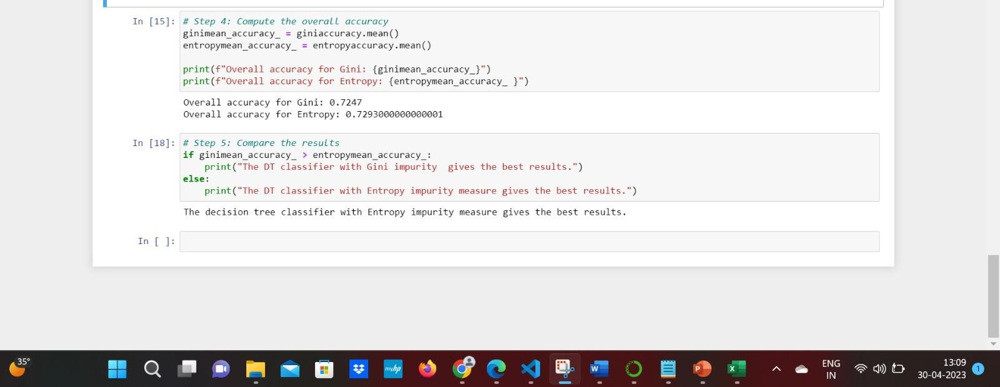 In [15]: # Step 4: Compute the overall accuracy
ginimean_accuracy_ = giniaccuracy.mean()
entropymean_accuracy_ = entropyaccuracy.mean()
print(f"Overall accuracy for Gini: {ginimean_accuracy_}")
print(f"Overall accuracy for Entropy: {entropymean_accuracy_ }")
Overall accuracy for Gini: 0.7247
Overall accuracy for Entropy: 0.7293000000000001
In [18]: # Step 5: Compare the results
if ginimean_accuracy_ > entropymean_accuracy_:
    print("The DT classifier with Gini impurity  gives the best results.")
else:
    print("The DT classifier with Entropy impurity measure gives the best results.")
The decision tree classifier with Entropy impurity measure gives the best results.
In [ ]:
35°
myhp
W
P
X
ENG
IN
13:09
30-04-2023
1